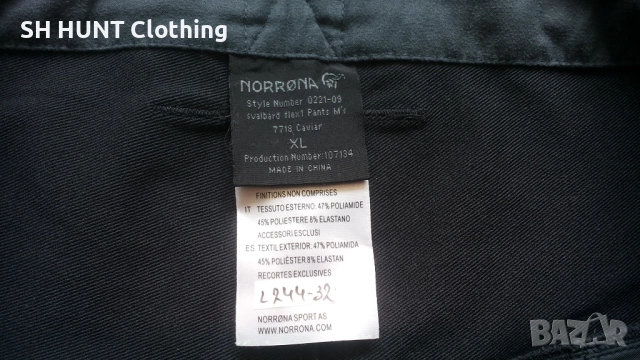 SH HUNT Clothing
NORRØNA
Style Number 0221-09
svalbard flex1 Pants M's
7718 Caviar
XL
Production Number:107134
MADE IN CHINA
FINITIONS NON COMPRISES
IT TESSUTO ESTERNO: 47% POLIAMIDE
45% POLIESTERE 8% ELASTANO
ACCESSORI ESCLUSI
ES TEXTIL EXTERIOR: 47% POLIAMIDA
45% POLIÉSTER 8% ELASTAN
RECORTES EXCLUSIVES
L244-32
NORRØNA SPORT AS
WWW.NORRONA.COM
BAZAR
bg